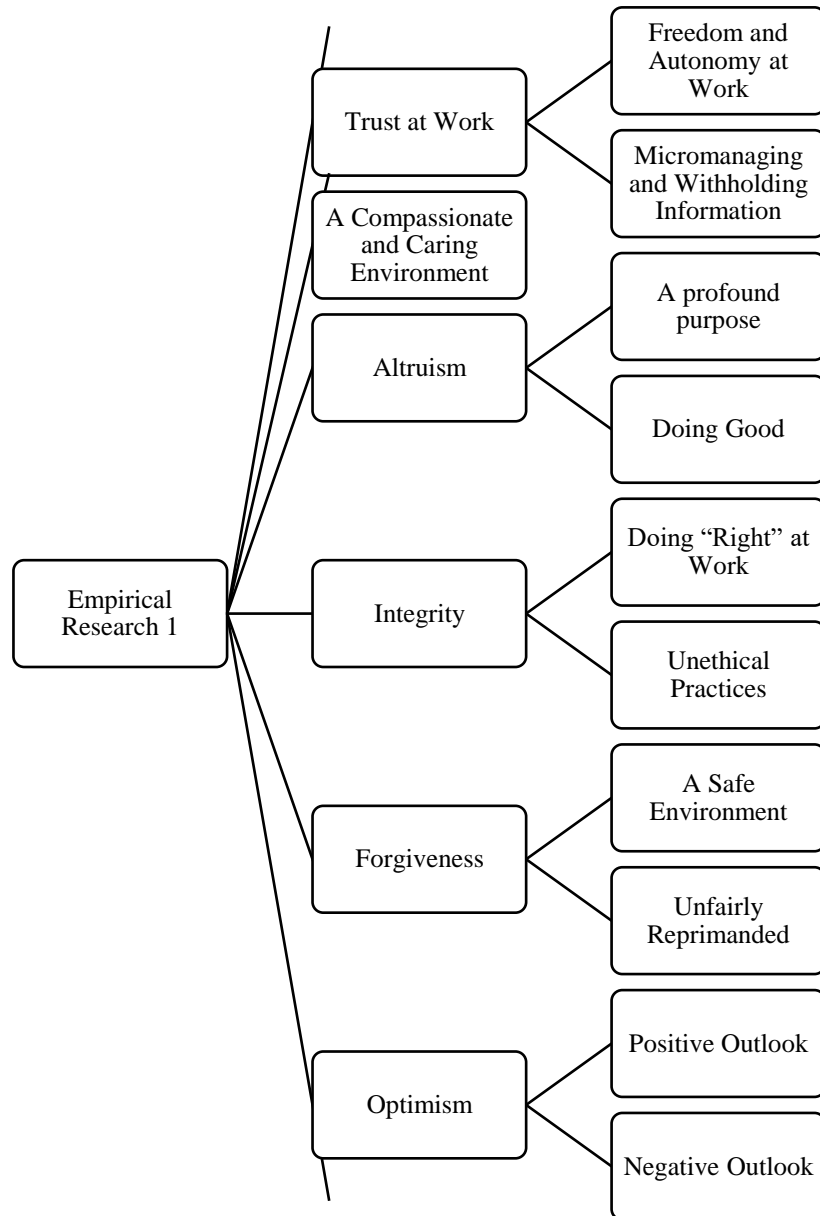 Empirical
Research 1
Trust at Work
Freedom and
Autonomy at
Work
Micromanaging
and Withholding
Information
A Compassionate
and Caring
Environment
Altruism
A profound
purpose
Doing Good
Integrity
Doing “Right” at
Work
Unethical
Practices
Forgiveness
A Safe
Environment
Unfairly
Reprimanded
Optimism
Positive Outlook
Negative Outlook